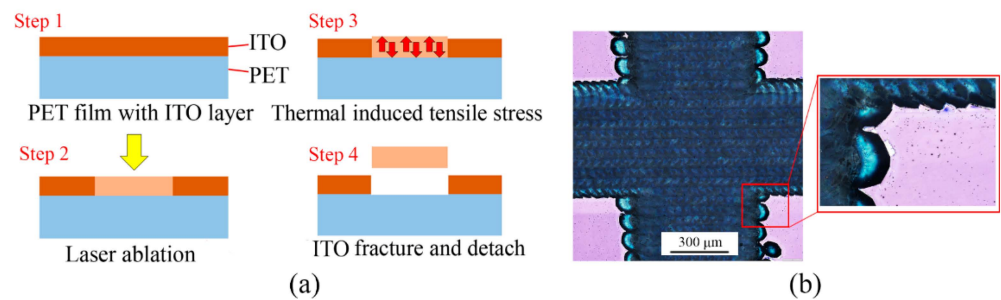 Step 1
ITO
PET
PET film with ITO layer
Step 2
Laser ablation
Step 3
Thermal induced tensile stress
Step 4
ITO fracture and detach
(a)
300 μm
(b)